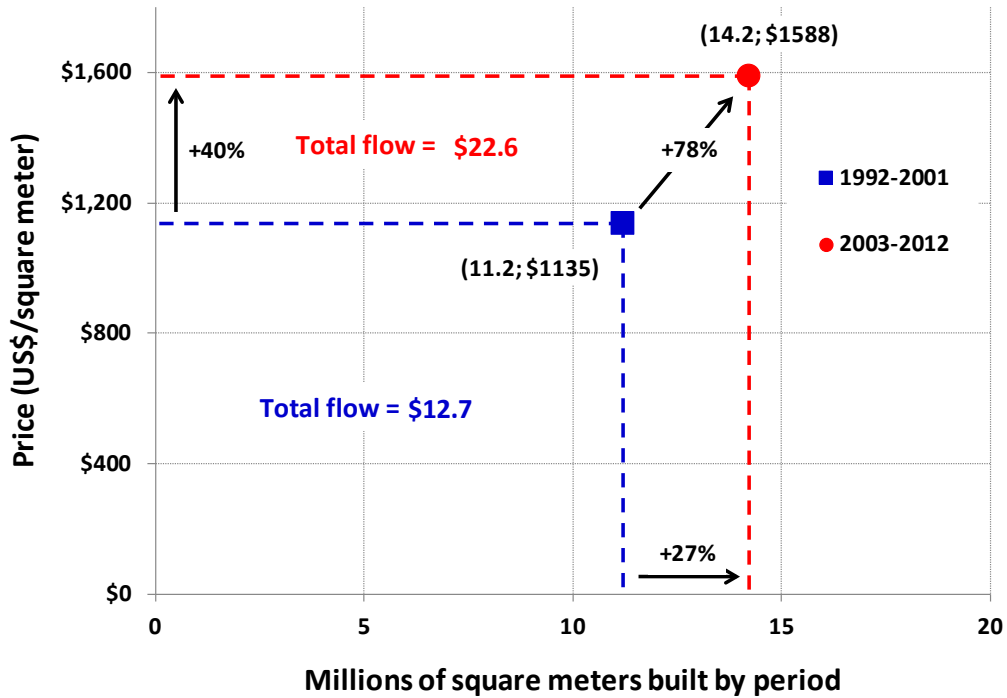 (14.2; $1588)
$1,600
+40%
Total flow = $22.6
+78%
1992-2001
$1,200
2003-2012
(11.2; $1135)
$800
Total flow = $12.7
$400
+27%
$0
0 5 10 15 20
Price (US$/square meter)
Millions of square meters built by period